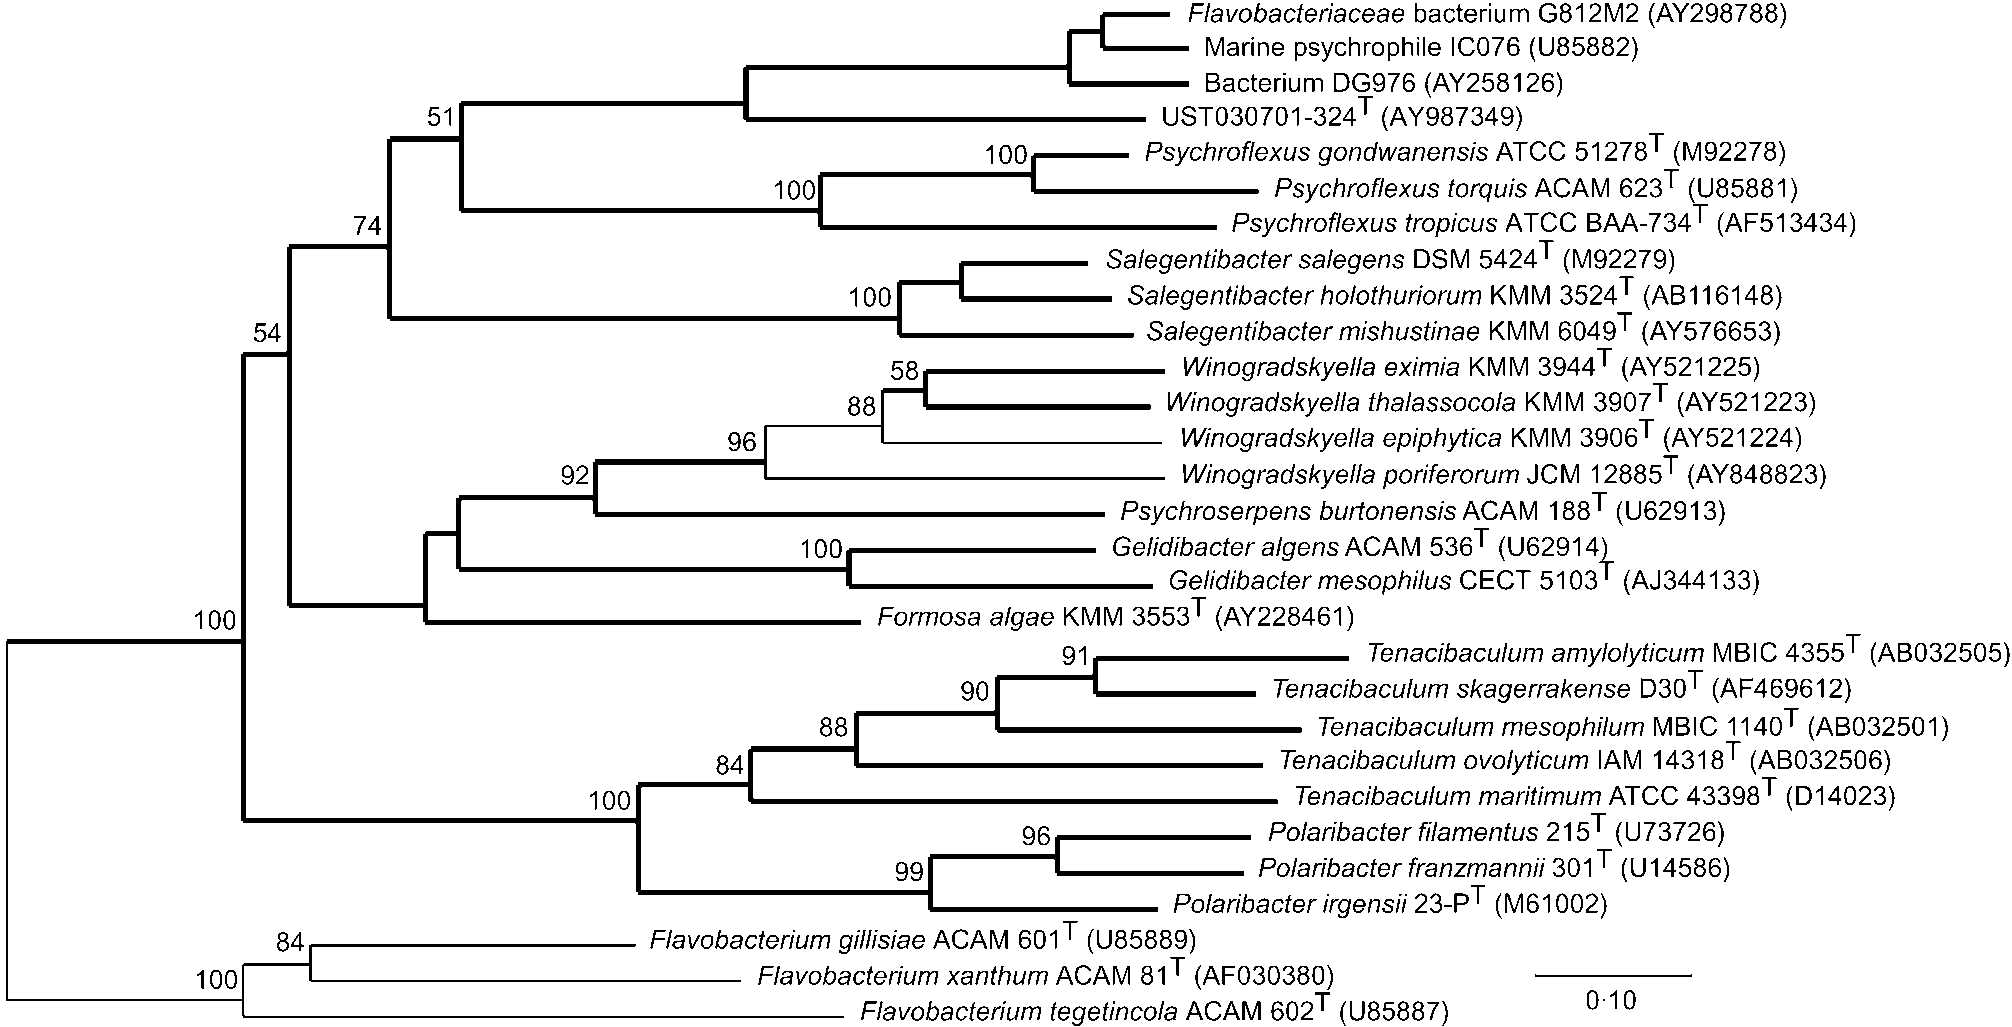 Flavobacteriaceae bacterium G812M2 (AY298788)
Marine psychrophile IC076 (U85882)
Bacterium DG976 (AY258126)
51
UST030701-324T (AY987349)
100
Psychroflexus gondwanensis ATCC 51278T (M92278)
100
Psychroflexus torquis ACAM 623T (U85881)
74
Psychroflexus tropicus ATCC BAA-734T (AF513434)
Salegentibacter salegens DSM 5424T (M92279)
100
Salegentibacter holothuriorum KMM 3524T (AB116148)
54
Salegentibacter mishustinae KMM 6049T (AY576653)
58
Winogradskyella eximia KMM 3944T (AY521225)
88
Winogradskyella thalassocola KMM 3907T (AY521223)
96
Winogradskyella epiphytica KMM 3906T (AY521224)
92
Winogradskyella poriferorum JCM 12885T (AY848823)
Psychroserpens burtonensis ACAM 188T (U62913)
100
Gelidibacter algens ACAM 536T (U62914)
Gelidibacter mesophilus CECT 5103T (AJ344133)
100
Formosa algae KMM 3553T (AY228461)
91
Tenacibaculum amylolyticum MBIC 4355T (AB032505)
90
Tenacibaculum skagerrakense D30T (AF469612)
88
Tenacibaculum mesophilum MBIC 1140T (AB032501)
84
Tenacibaculum ovolyticum IAM 14318T (AB032506)
100
Tenacibaculum maritimum ATCC 43398T (D14023)
96
Polaribacter filamentus 215T (U73726)
99
Polaribacter franzmannii 301T (U14586)
Polaribacter irgensii 23-PT (M61002)
84
Flavobacterium gillisiae ACAM 601T (U85889)
100
Flavobacterium xanthum ACAM 81T (AF030380)
0·10
Flavobacterium tegetincola ACAM 602T (U85887)